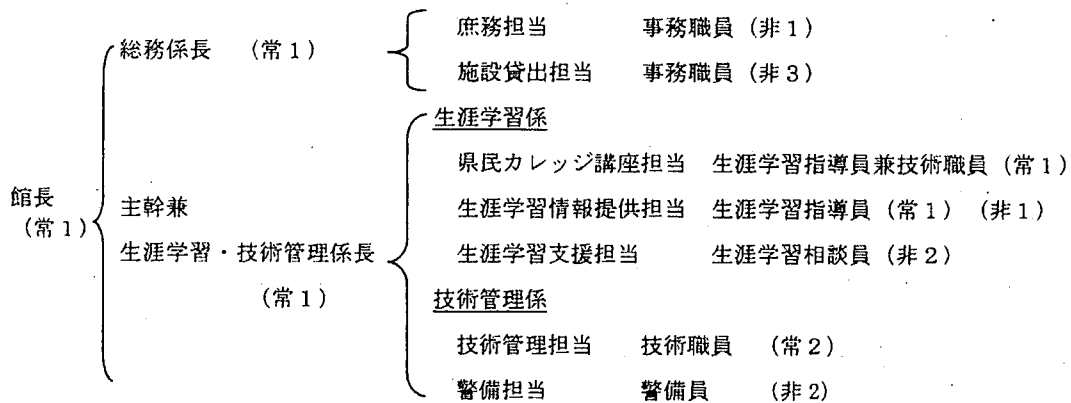 庶務担当　事務職員（非１）
総務係長　（常１）
施設貸出担当　事務職員（非３）
生涯学習係
県民カレッジ講座担当　生涯学習指導員兼技術職員（常１）
館長
（常１）
主幹兼
生涯学習・技術管理係長
（常１）
生涯学習情報提供担当　生涯学習指導員（常１）（非１）
生涯学習支援担当　生涯学習相談員（非２）
技術管理係
技術管理担当　技術職員　（常２）
警備担当　警備員　（非2）